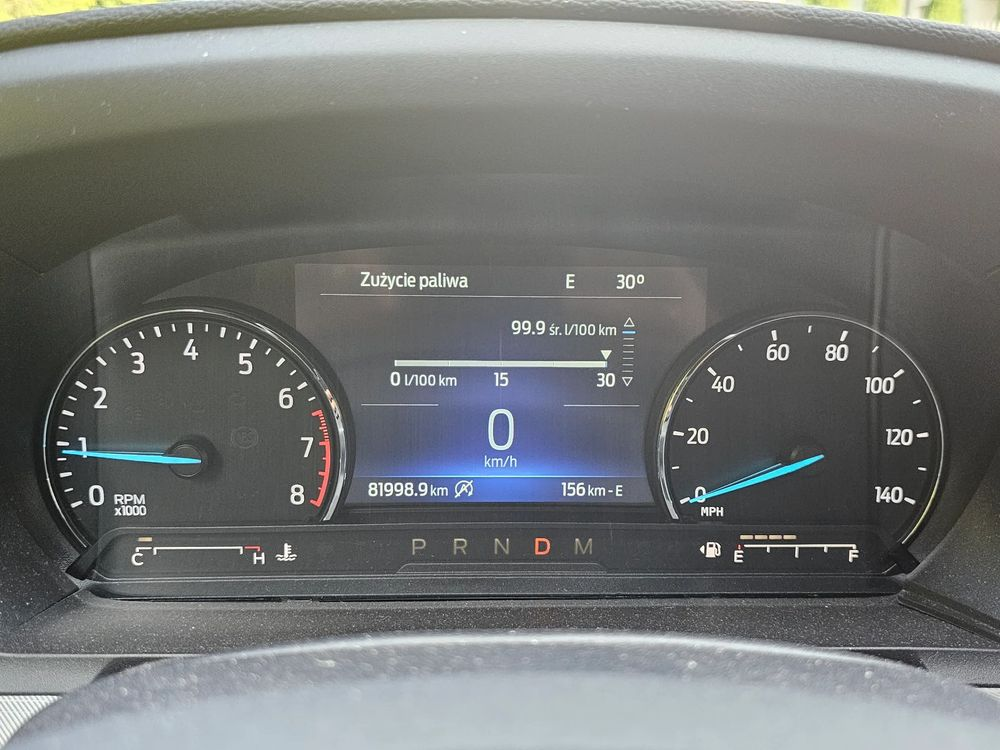 Zużycie paliwa E 30°
99.9 śr. l/100 km
0 l/100 km 15 30
0
km/h
81998.9 km 156 km - E
0 1 2 3 4 5 6 7 8
RPM
x1000
0 20 40 60 80 100 120 140
MPH
C H
P R N D M
E F